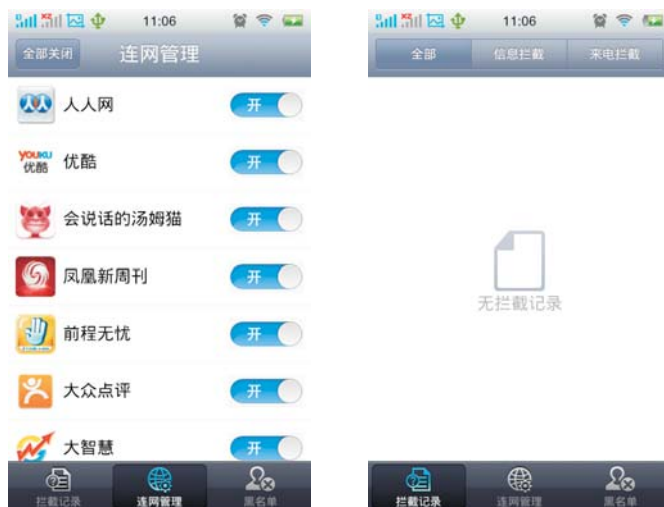 11:06
全部关闭 连网管理
人人网 开
YOUKU
优酷 优酷 开
会说话的汤姆猫 开
凤凰新周刊 开
前程无忧 开
大众点评 开
大智慧 开
拦截记录 连网管理 黑名单
11:06
全部 信息拦截 来电拦截
无拦截记录
拦截记录 连网管理 黑名单